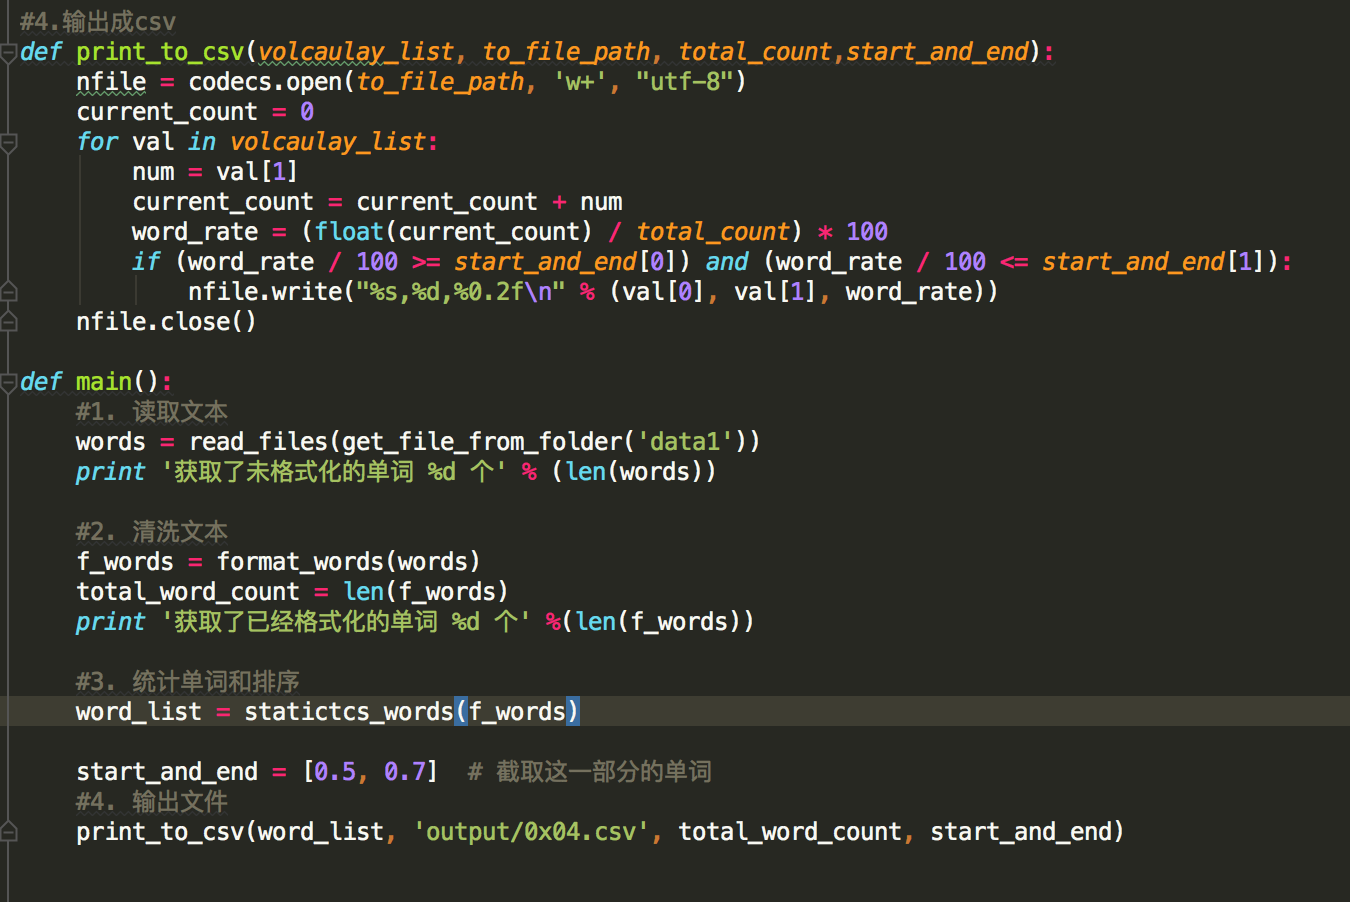 #4.输出成csv
def print_to_csv(volcaulay_list, to_file_path, total_count,start_and_end):
    nfile = codecs.open(to_file_path, 'w+', "utf-8")
    current_count = 0
    for val in volcaulay_list:
        num = val[1]
        current_count = current_count + num
        word_rate = (float(current_count) / total_count) * 100
        if (word_rate / 100 >= start_and_end[0]) and (word_rate / 100 <= start_and_end[1]):
            nfile.write("%s,%d,%0.2f\n" % (val[0], val[1], word_rate))
    nfile.close()

def main():
    #1. 读取文本
    words = read_files(get_file_from_folder('data1'))
    print '获取了未格式化的单词 %d 个' % (len(words))

    #2. 清洗文本
    f_words = format_words(words)
    total_word_count = len(f_words)
    print '获取了已经格式化的单词 %d 个' %(len(f_words))

    #3. 统计单词和排序
    word_list = statictcs_words(f_words)

    start_and_end = [0.5, 0.7]  # 截取这一部分的单词
    #4. 输出文件
    print_to_csv(word_list, 'output/0x04.csv', total_word_count, start_and_end)